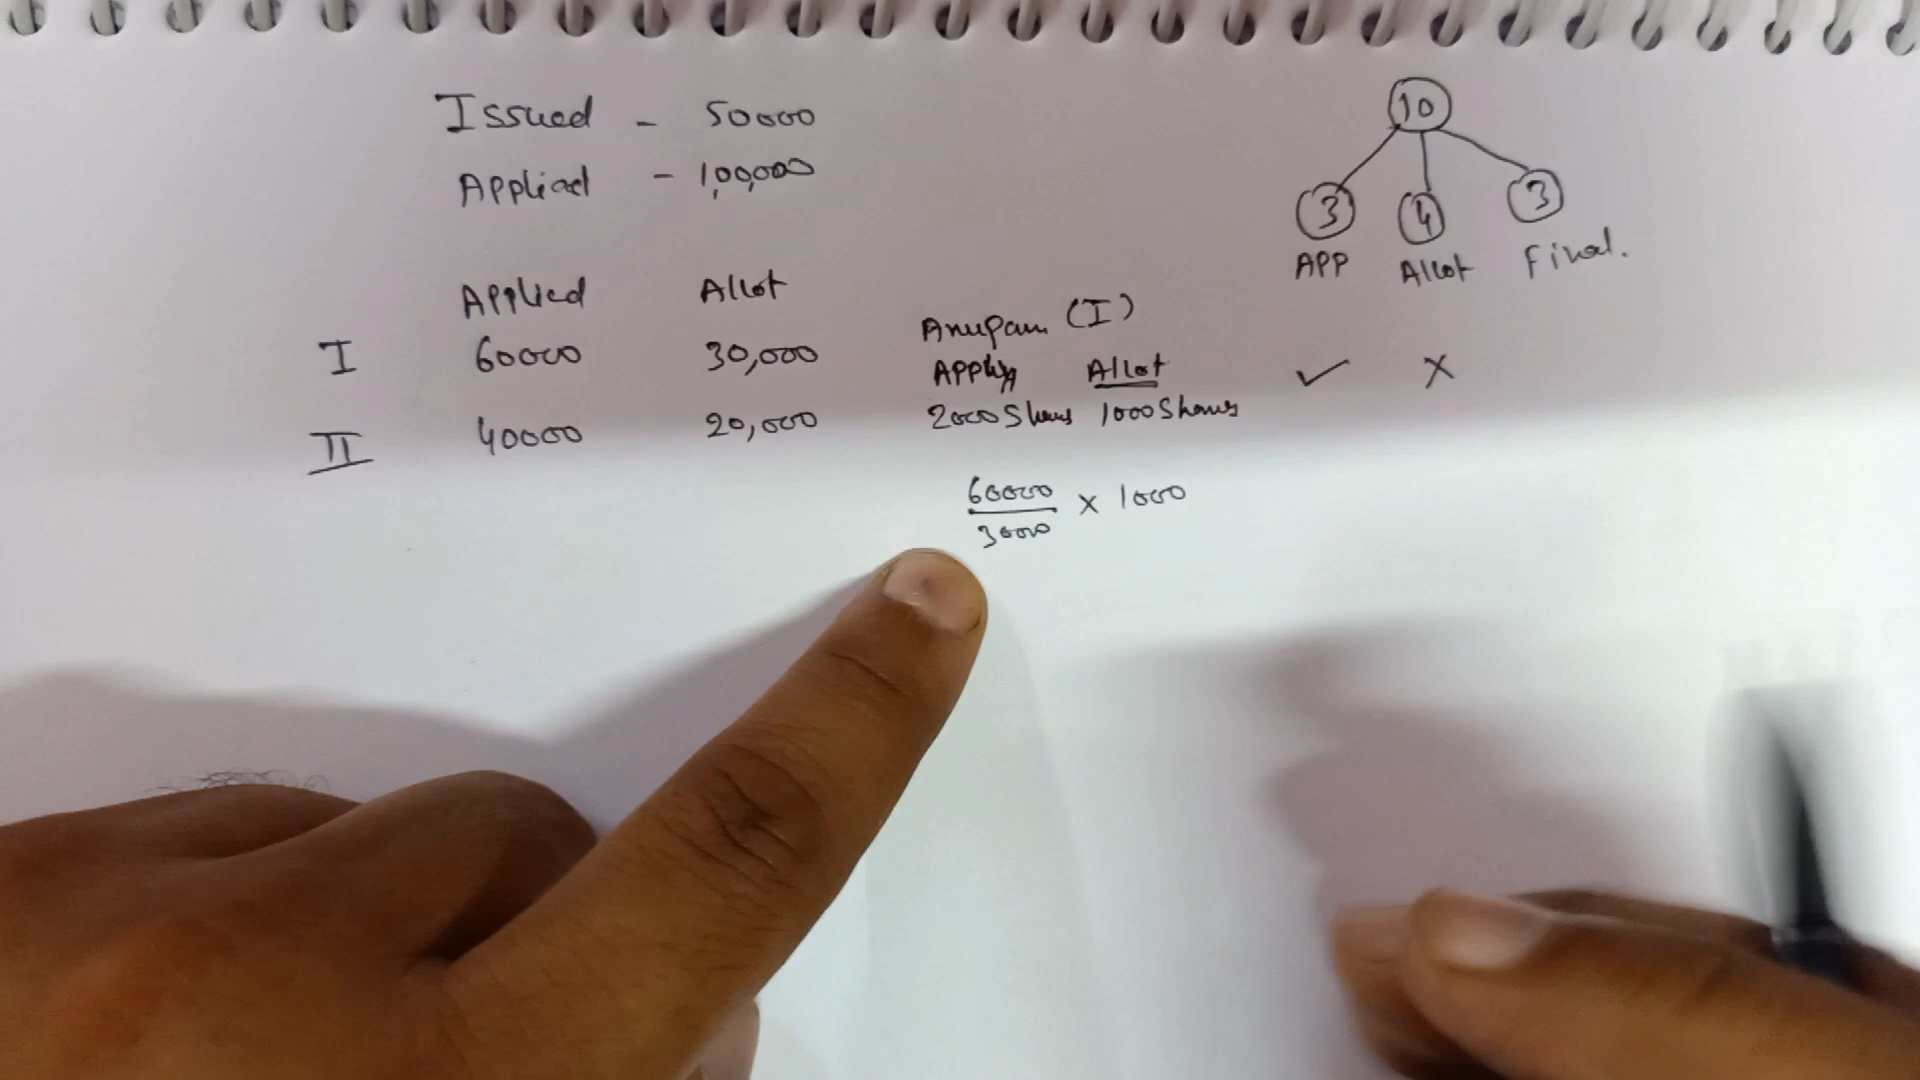 Issued - 50000
Applied - 1,00,000
10
3 4 3
APP Allot Final.
Applied Allot
I 60000 30,000
II 40000 20,000
Anupam (I)
Apply Allot ✓ X
2000 Shares 1000 Shares
60000
3000 × 1000